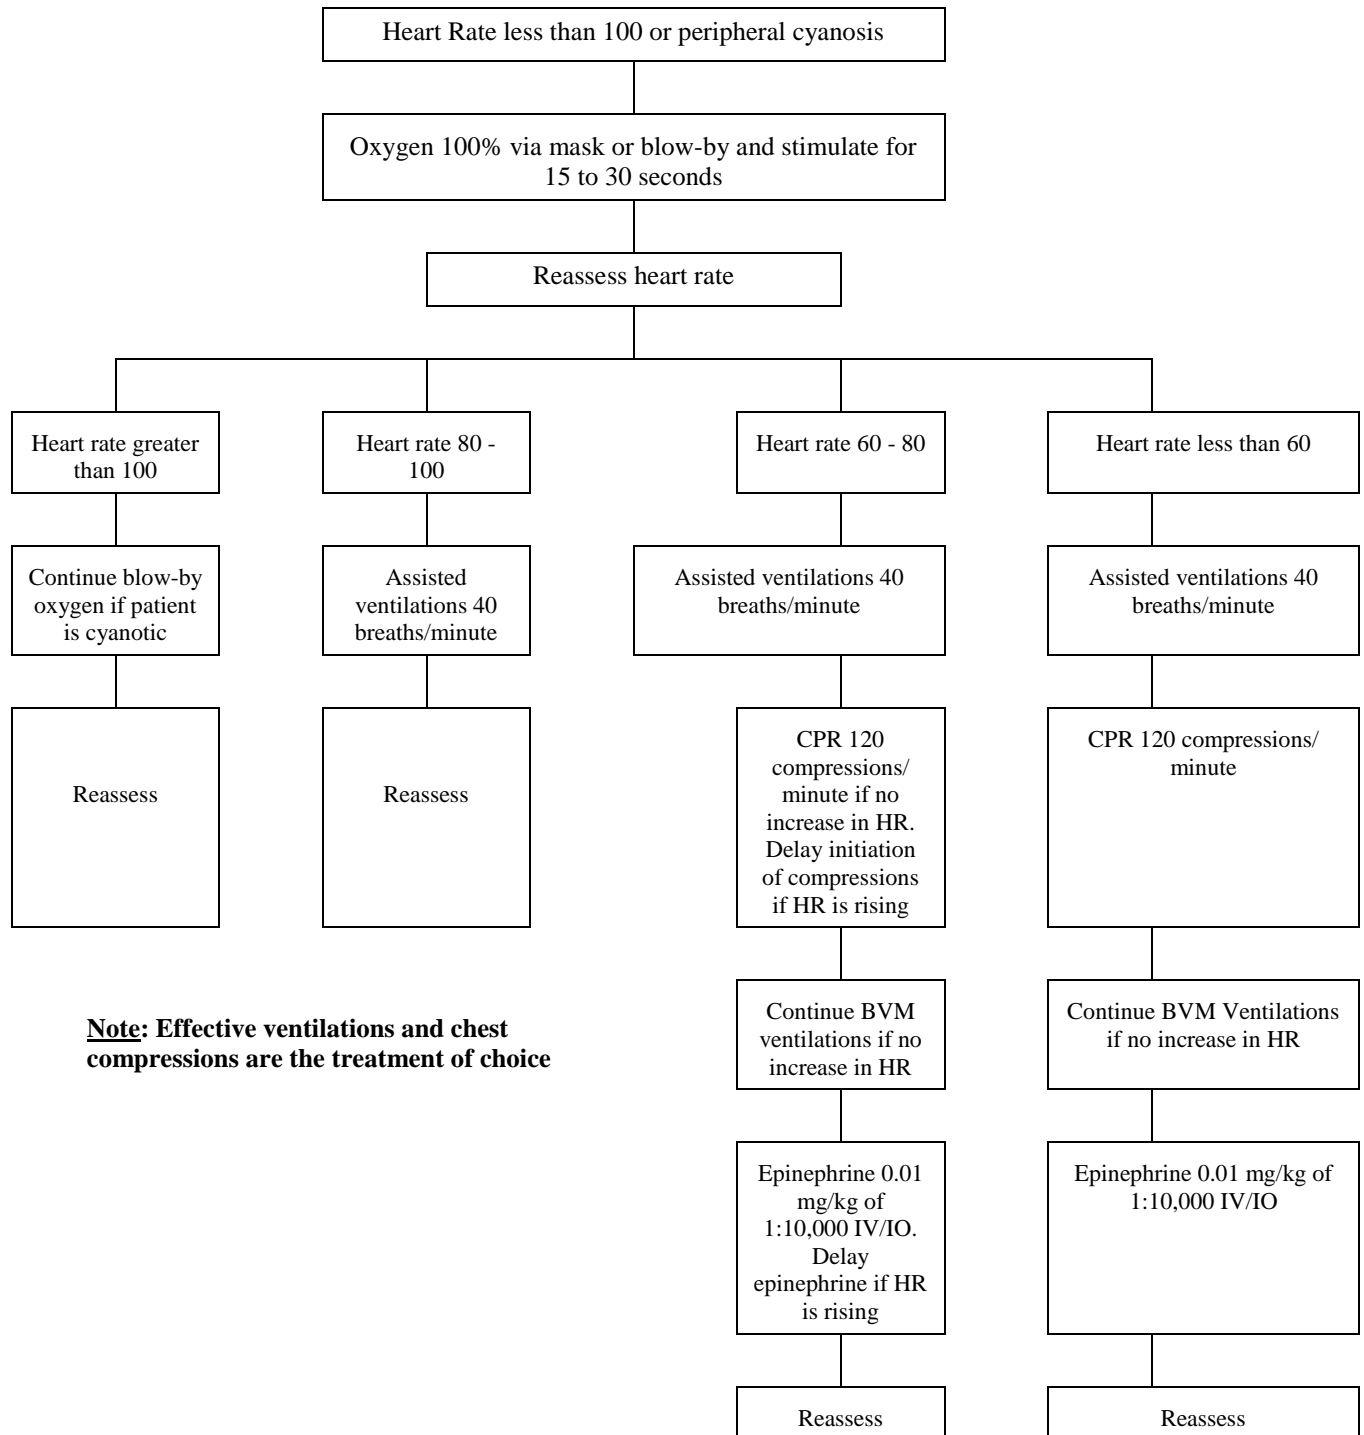 Heart Rate less than 100 or peripheral cyanosis
Oxygen 100% via mask or blow-by and stimulate for
15 to 30 seconds
Reassess heart rate
Heart rate greater
than 100
Continue blow-by
oxygen if patient
is cyanotic
Reassess
Heart rate 80 -
100
Assisted
ventilations 40
breaths/minute
Reassess
Heart rate 60 - 80
Assisted ventilations 40
breaths/minute
CPR 120
compressions/
minute if no
increase in HR.
Delay initiation
of compressions
if HR is rising
Continue BVM
ventilations if no
increase in HR
Epinephrine 0.01
mg/kg of
1:10,000 IV/IO.
Delay
epinephrine if HR
is rising
Reassess
Heart rate less than 60
Assisted ventilations 40
breaths/minute
CPR 120 compressions/
minute
Continue BVM Ventilations
if no increase in HR
Epinephrine 0.01 mg/kg of
1:10,000 IV/IO
Reassess
Note: Effective ventilations and chest
compressions are the treatment of choice